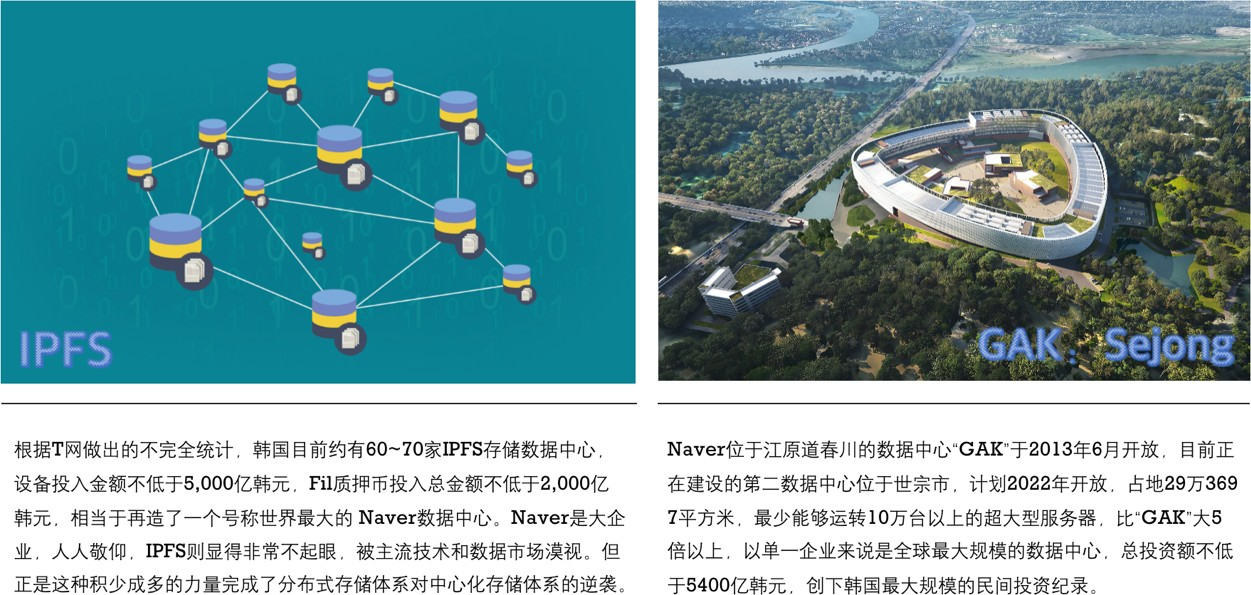 IPFS
GAK：Sejong
根据T网做出的不完全统计，韩国目前约有60~70家IPFS存储数据中心，
设备投入金额不低于5,000亿韩元，Fil质押币投入总金额不低于2,000亿
韩元，相当于再造了一个号称世界最大的 Naver数据中心。Naver是大企
业，人人敬仰，IPFS则显得非常不起眼，被主流技术和数据市场漠视。但
正是这种积少成多的力量完成了分布式存储体系对中心化存储体系的逆袭。
Naver位于江原道春川的数据中心“GAK”于2013年6月开放，目前正
在建设的第二数据中心位于世宗市，计划2022年开放，占地29万369
7平方米，最少能够运转10万台以上的超大型服务器，比“GAK”大5
倍以上，以单一企业来说是全球最大规模的数据中心，总投资额不低
于5400亿韩元，创下韩国最大规模的民间投资纪录。